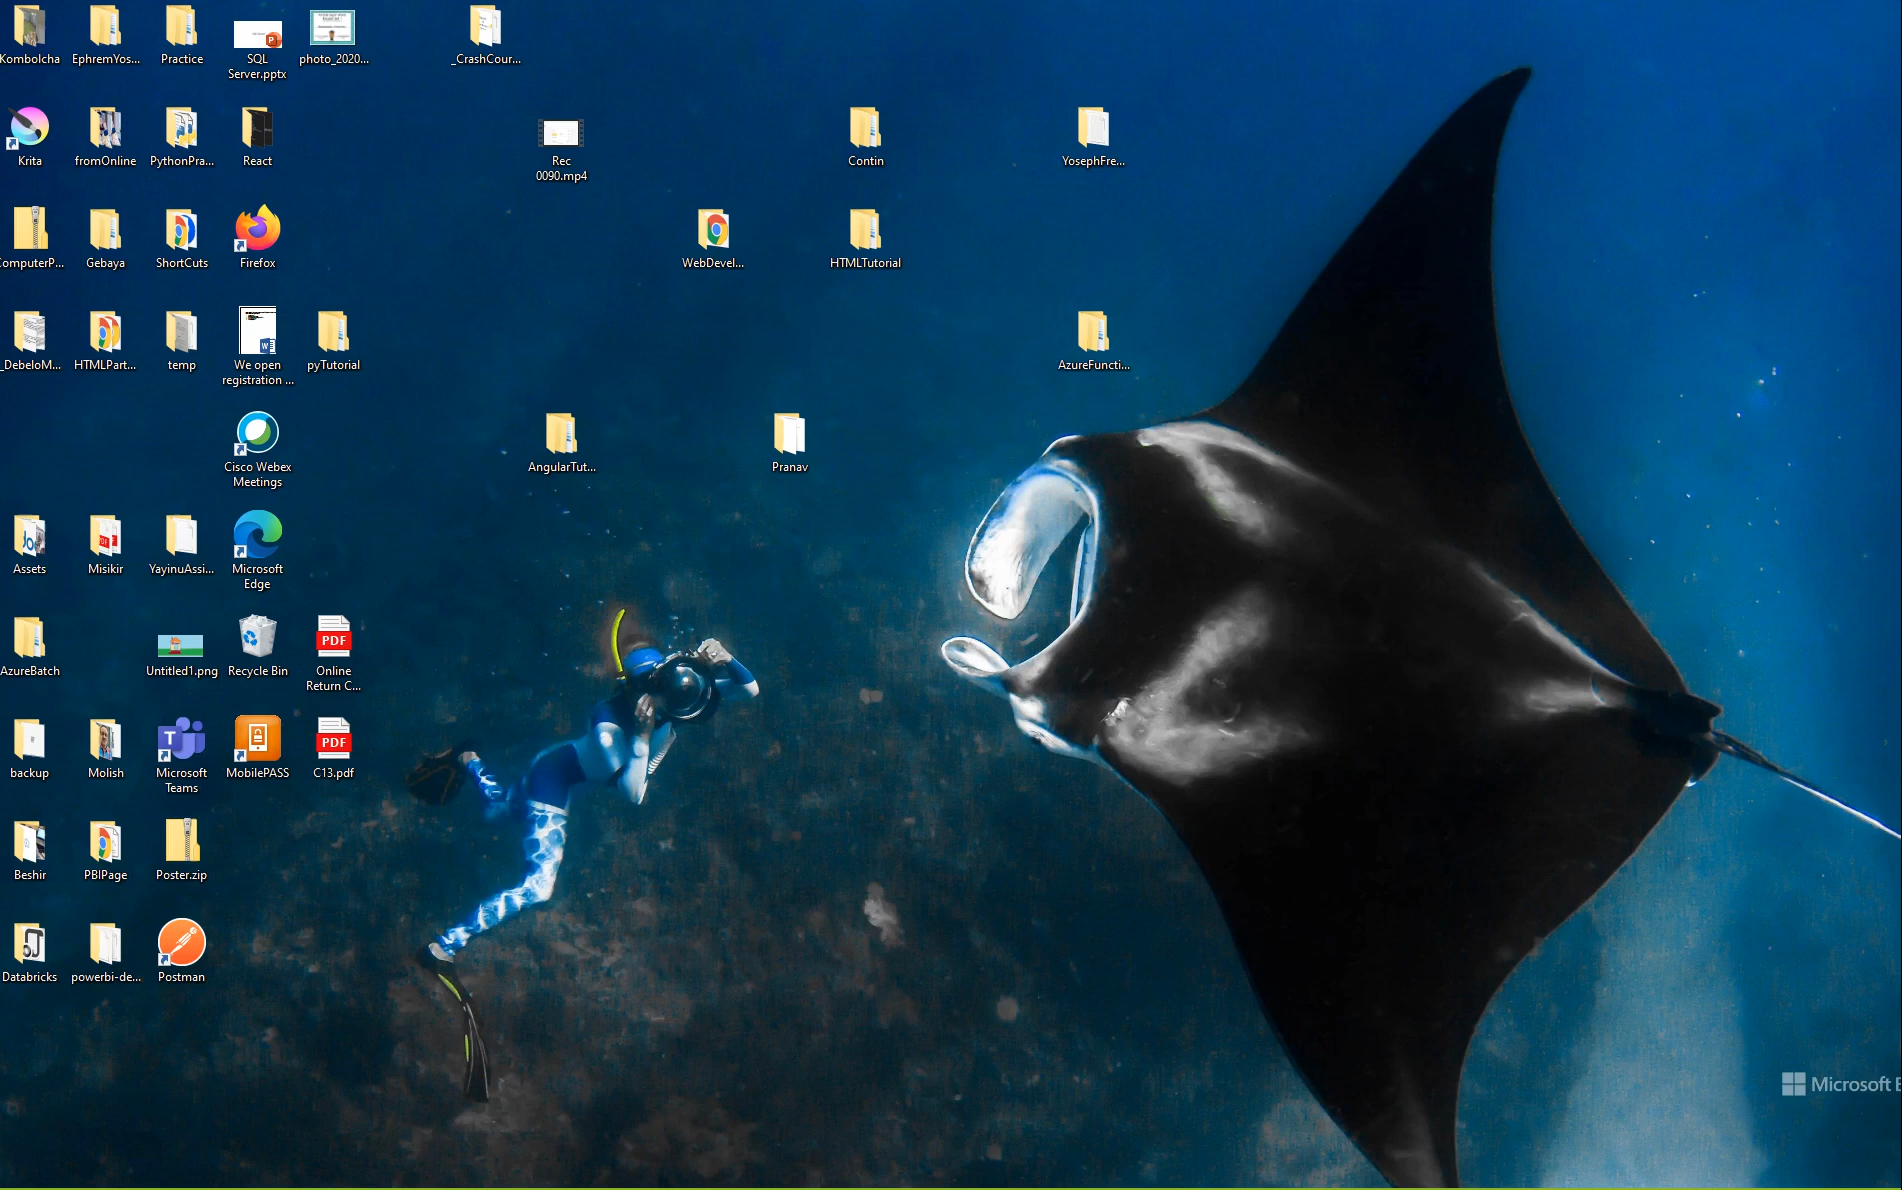 Kombolcha
EphremYos...
Practice
SQL
Server.pptx
photo_2020...
_CrashCour...
Krita
fromOnline
PythonPra...
React
Rec
0090.mp4
Contin
YosephFre...
ComputerP...
Gebaya
ShortCuts
Firefox
WebDevel...
HTMLTutorial
_DebeloM...
HTMLPart...
temp
We open
registration ...
pyTutorial
AzureFuncti...
Cisco Webex
Meetings
AngularTut...
Pranav
Assets
Misikir
YayinuAssi...
Microsoft
Edge
AzureBatch
Untitled1.png
Recycle Bin
PDF
Online
Return C...
backup
Molish
Microsoft
Teams
MobilePASS
PDF
C13.pdf
Beshir
PBIPage
Poster.zip
Databricks
powerbi-de...
Postman
Microsoft E